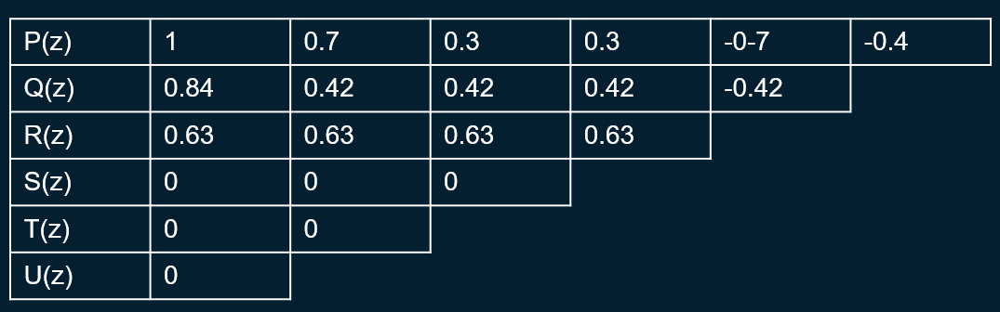 P(z) 1 0.7 0.3 0.3 -0-7 -0.4
Q(z) 0.84 0.42 0.42 0.42 -0.42
R(z) 0.63 0.63 0.63 0.63
S(z) 0 0 0
T(z) 0 0
U(z) 0